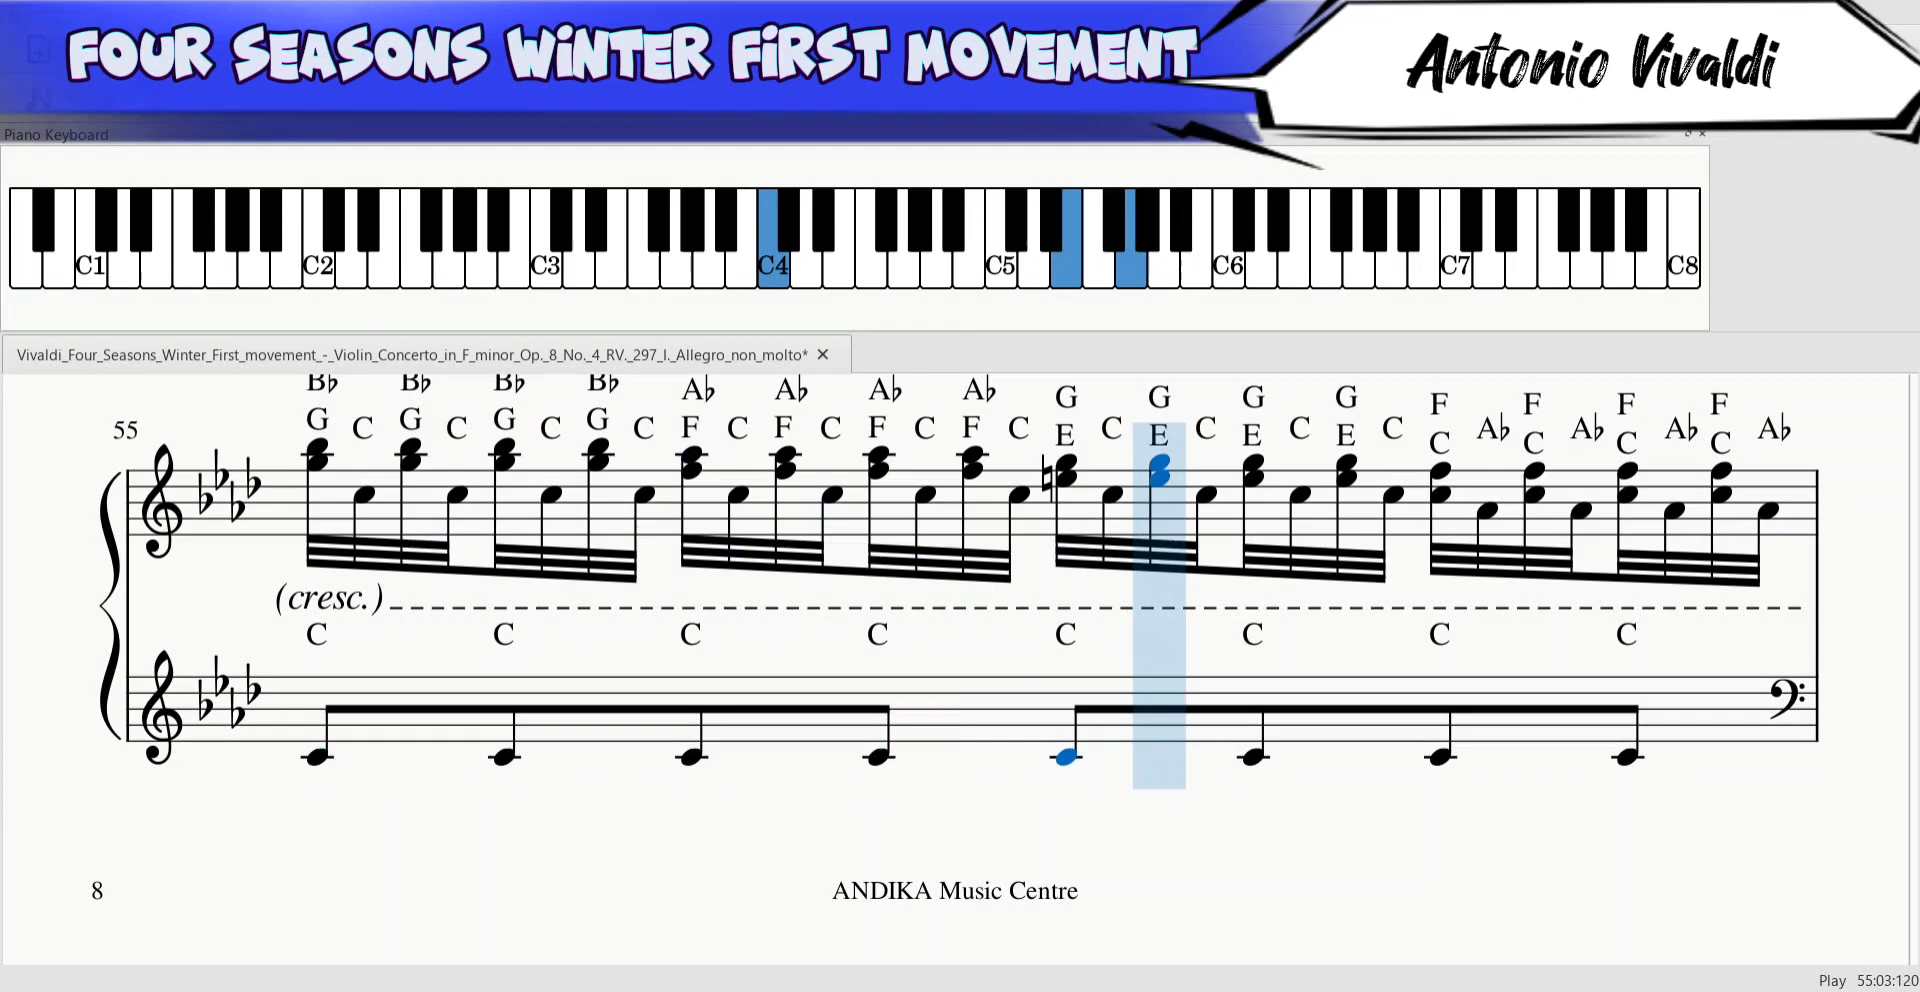 FOUR SEASONS WINTER FIRST MOVEMENT
Antonio Vivaldi
Piano Keyboard
C1 C2 C3 C4 C5 C6 C7 C8
Vivaldi_Four_Seasons_Winter_First_movement_-_Violin_Concerto_in_F_minor_Op._8_No._4_RV._297_I._Allegro_non_molto*
B♭ B♭ B♭ B♭ A♭ A♭ A♭ A♭ G G G G F F F F
55 G C G C G C G C F C F C F C F C E C E C E C E C C A♭ C A♭ C A♭ C A♭
(cresc.)
C C C C C C C C
8 ANDIKA Music Centre
Play 55:03:120